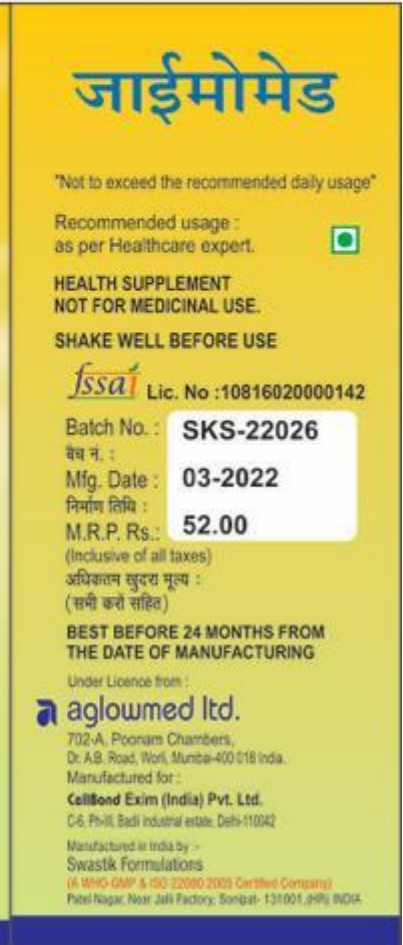 जाईमोमेड
"Not to exceed the recommended daily usage"
Recommended usage :
as per Healthcare expert.
HEALTH SUPPLEMENT
NOT FOR MEDICINAL USE.
SHAKE WELL BEFORE USE
fssai Lic. No :10816020000142
Batch No. : SKS-22026
बेच नं. :
Mfg. Date : 03-2022
निर्माण तिथि :
M.R.P. Rs.: 52.00
(Inclusive of all taxes)
अधिकतम खुदरा मूल्य :
(सभी करों सहित)
BEST BEFORE 24 MONTHS FROM
THE DATE OF MANUFACTURING
Under Licence from :
aglowmed ltd.
702-A, Poonam Chambers,
Dr. A.B. Road, Worli, Mumbai-400 018 India.
Manufactured for :
CellBond Exim (India) Pvt. Ltd.
C-6, Ph-III, Badli Industrial estate, Delhi-110042
Manufactured in India by :-
Swastik Formulations
(A WHO-GMP & ISO 22000:2005 Certified Company)
Patel Nagar, Near Jalli Factory, Sonipat- 131001,(HR) INDIA